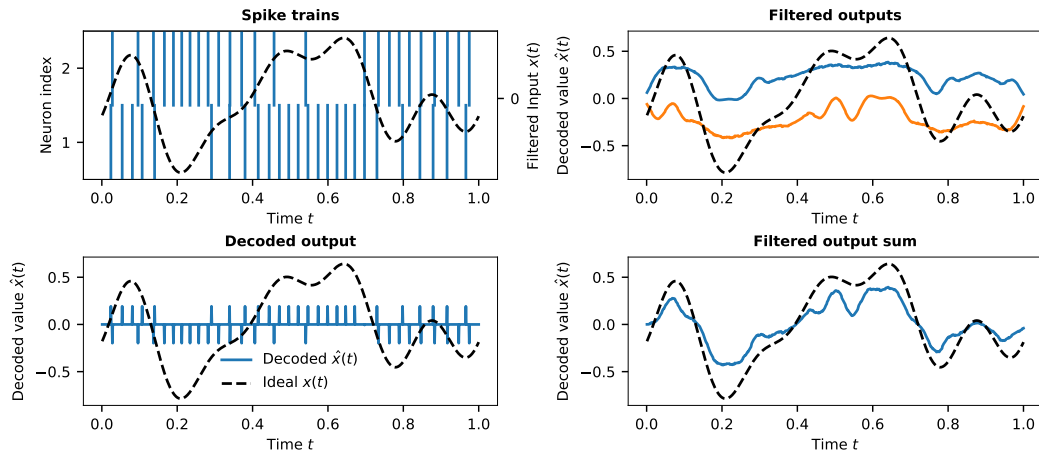 Spike trains
Neuron index
2
1
0
Filtered Input x(t)
0.0 0.2 0.4 0.6 0.8 1.0
Time t
Filtered outputs
Decoded value x̂(t)
0.5
0.0
−0.5
0.0 0.2 0.4 0.6 0.8 1.0
Time t
Decoded output
Decoded value x̂(t)
0.5
0.0
−0.5
Decoded x̂(t)
Ideal x(t)
0.0 0.2 0.4 0.6 0.8 1.0
Time t
Filtered output sum
Decoded value x̂(t)
0.5
0.0
−0.5
0.0 0.2 0.4 0.6 0.8 1.0
Time t